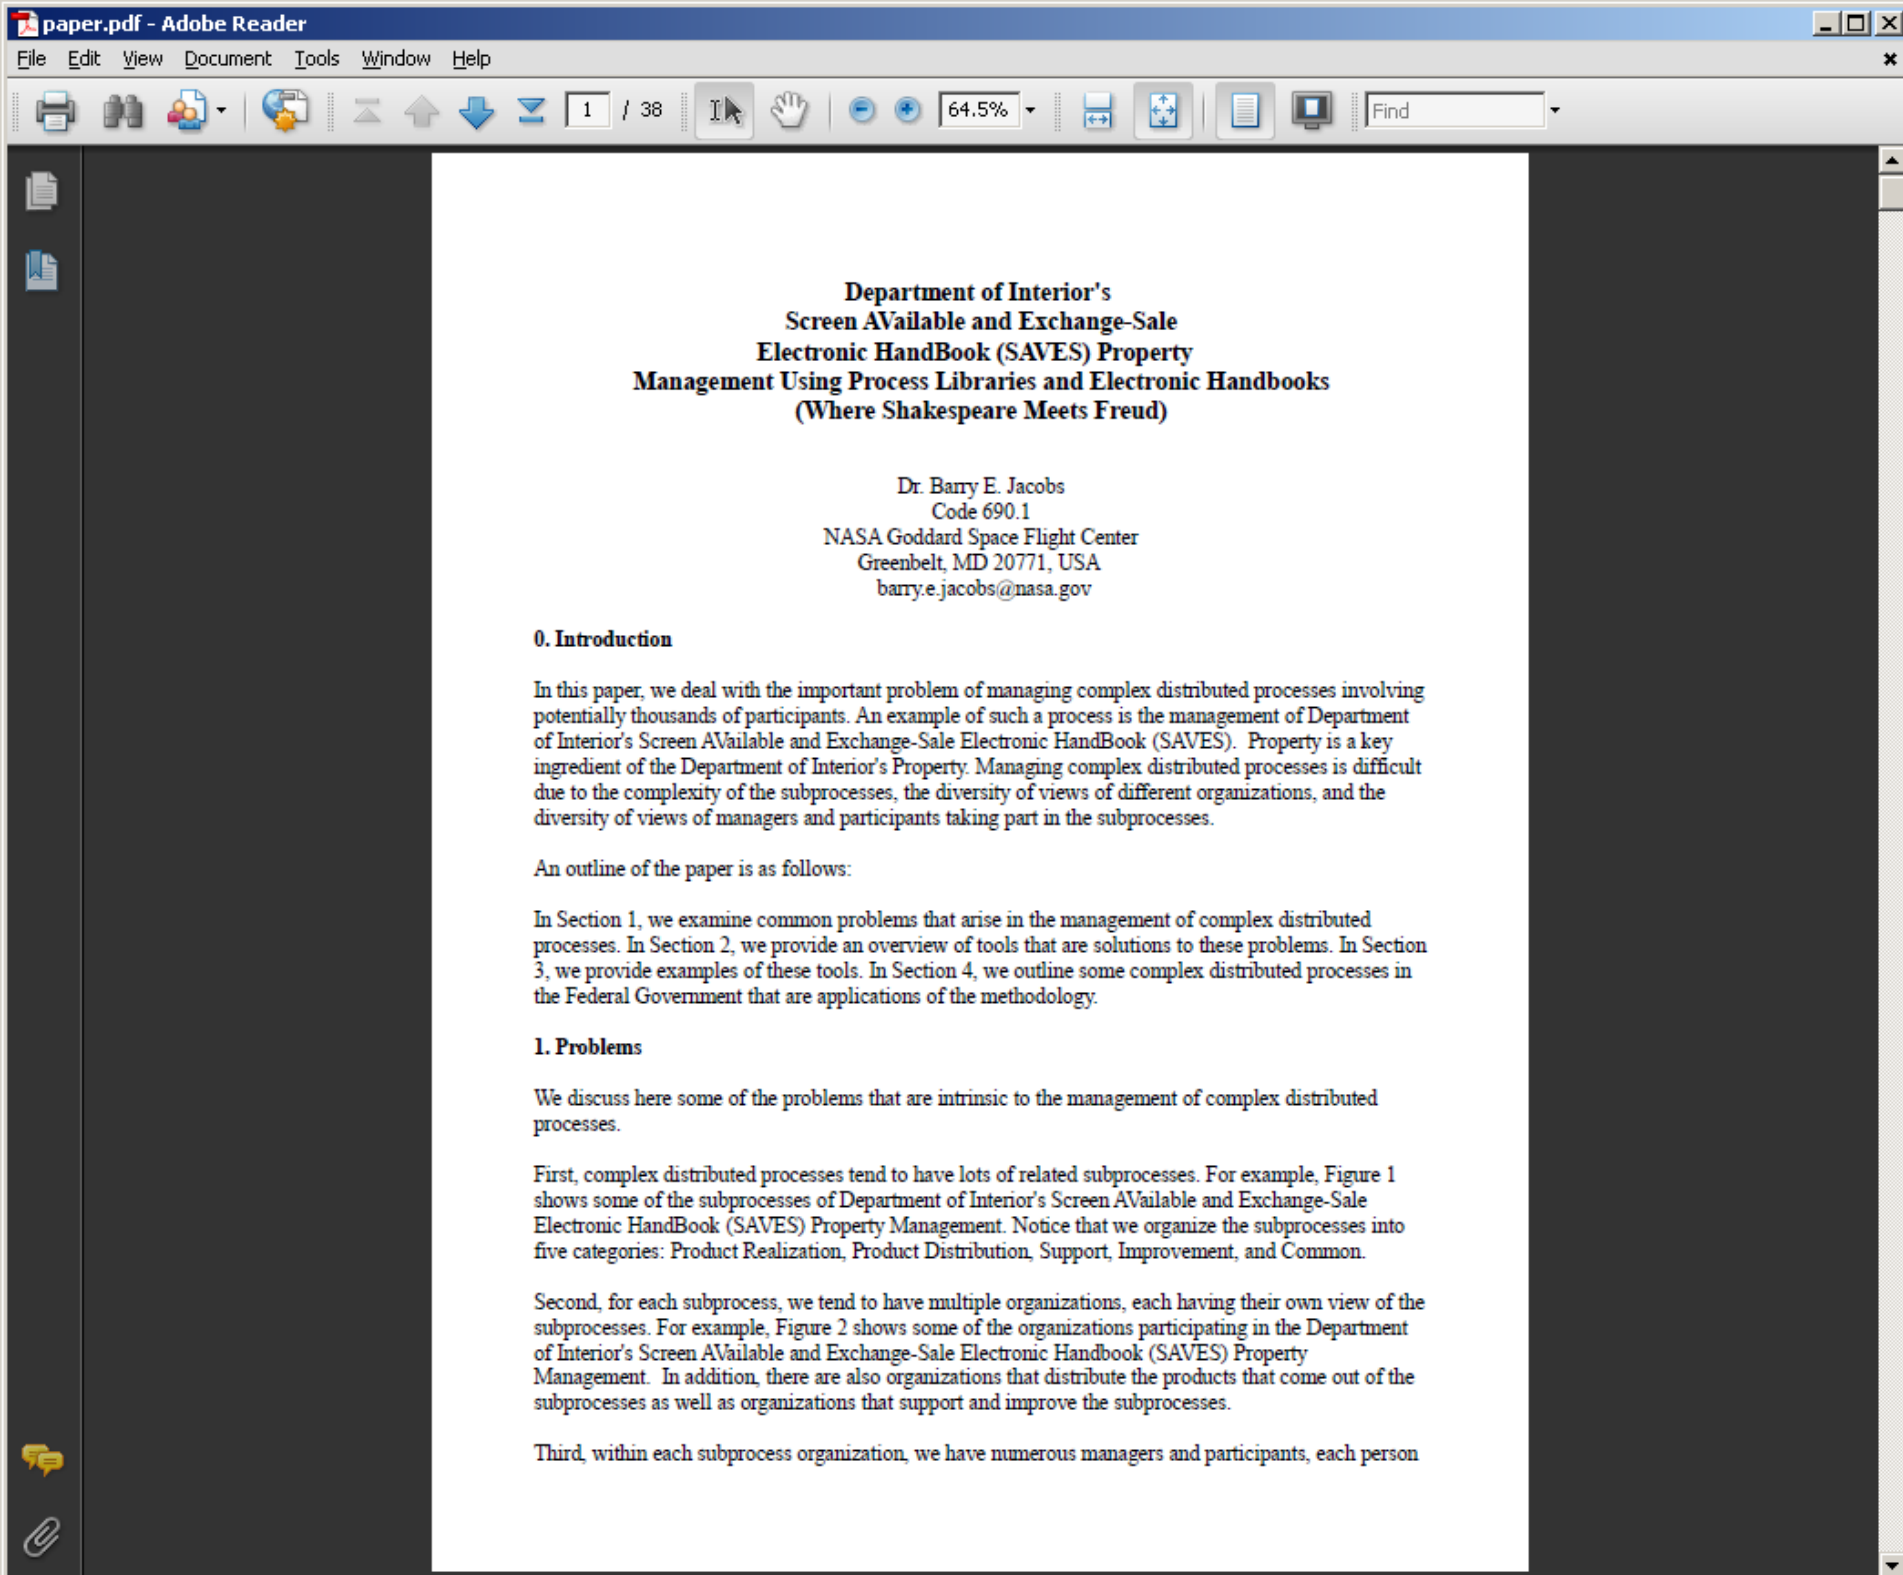 paper.pdf - Adobe Reader
File Edit View Document Tools Window Help
1 / 38 64.5% Find
Department of Interior's
Screen AVailable and Exchange-Sale
Electronic HandBook (SAVES) Property
Management Using Process Libraries and Electronic Handbooks
(Where Shakespeare Meets Freud)
Dr. Barry E. Jacobs
Code 690.1
NASA Goddard Space Flight Center
Greenbelt, MD 20771, USA
barry.e.jacobs@nasa.gov
0. Introduction
In this paper, we deal with the important problem of managing complex distributed processes involving
potentially thousands of participants. An example of such a process is the management of Department
of Interior's Screen AVailable and Exchange-Sale Electronic HandBook (SAVES).  Property is a key
ingredient of the Department of Interior's Property. Managing complex distributed processes is difficult
due to the complexity of the subprocesses, the diversity of views of different organizations, and the
diversity of views of managers and participants taking part in the subprocesses.
An outline of the paper is as follows:
In Section 1, we examine common problems that arise in the management of complex distributed
processes. In Section 2, we provide an overview of tools that are solutions to these problems. In Section
3, we provide examples of these tools. In Section 4, we outline some complex distributed processes in
the Federal Government that are applications of the methodology.
1. Problems
We discuss here some of the problems that are intrinsic to the management of complex distributed
processes.
First, complex distributed processes tend to have lots of related subprocesses. For example, Figure 1
shows some of the subprocesses of Department of Interior's Screen AVailable and Exchange-Sale
Electronic HandBook (SAVES) Property Management. Notice that we organize the subprocesses into
five categories: Product Realization, Product Distribution, Support, Improvement, and Common.
Second, for each subprocess, we tend to have multiple organizations, each having their own view of the
subprocesses. For example, Figure 2 shows some of the organizations participating in the Department
of Interior's Screen AVailable and Exchange-Sale Electronic Handbook (SAVES) Property
Management.  In addition, there are also organizations that distribute the products that come out of the
subprocesses as well as organizations that support and improve the subprocesses.
Third, within each subprocess organization, we have numerous managers and participants, each person